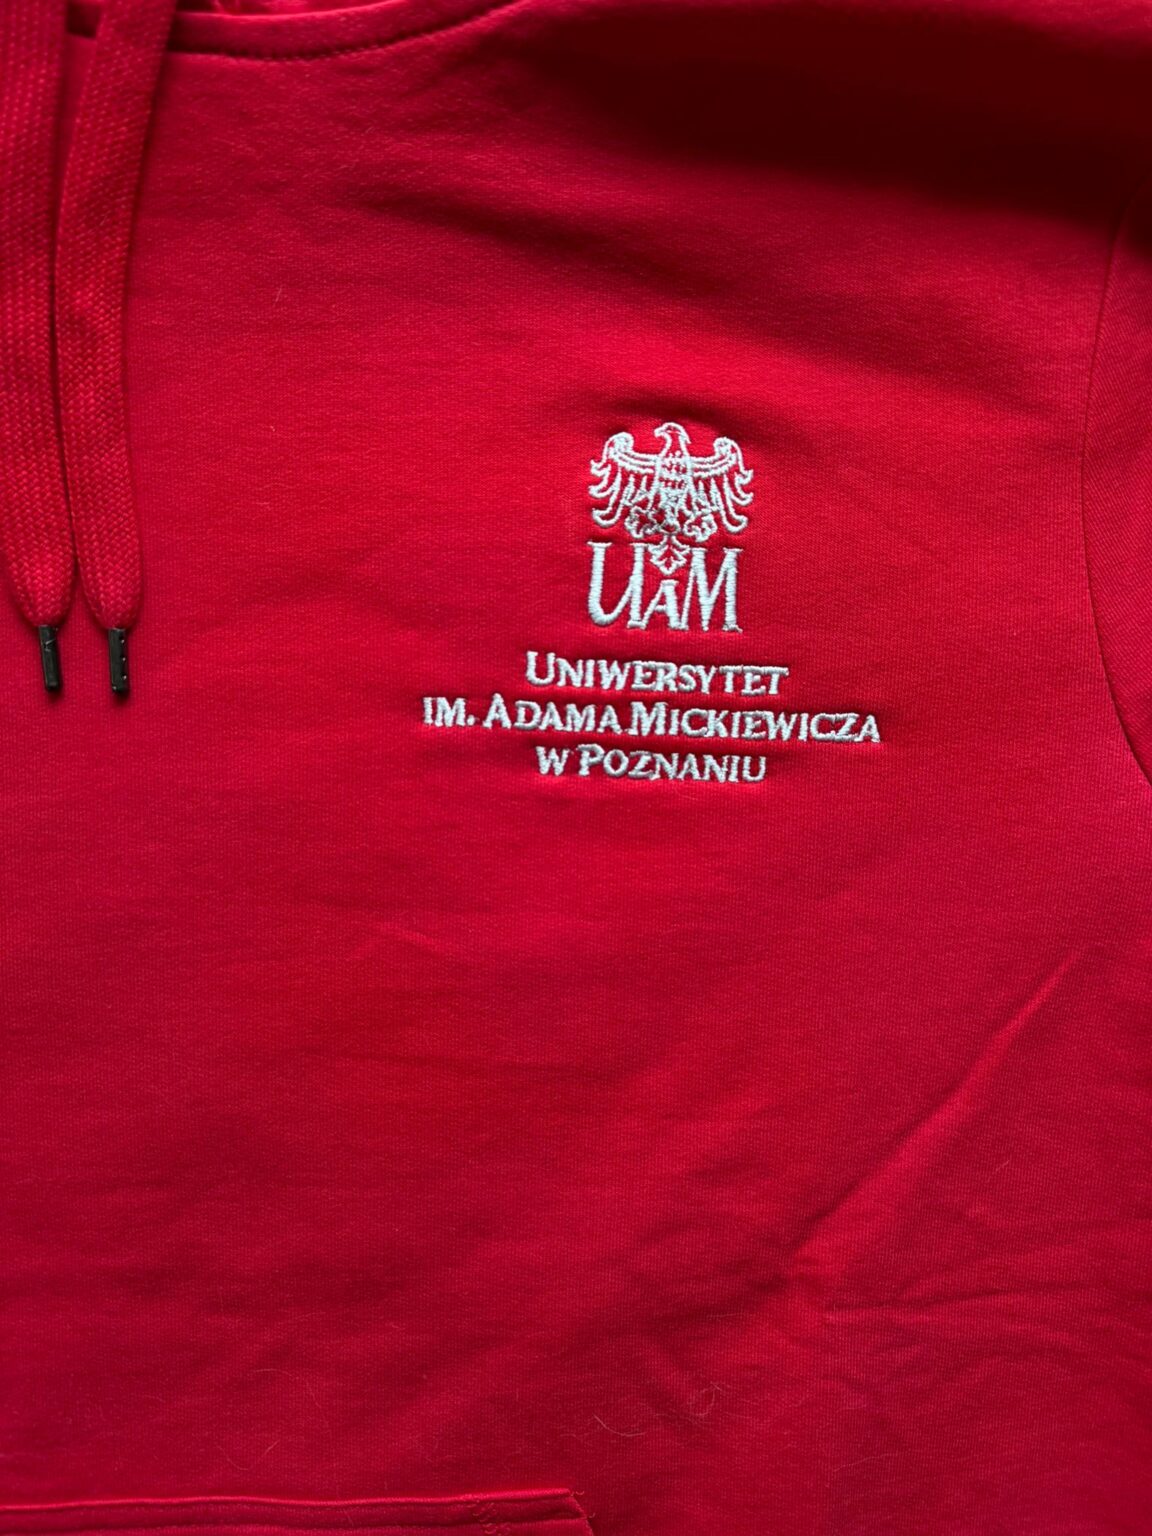 UAM
UNIWERSYTET
IM. ADAMA MICKIEWICZA
W POZNANIU